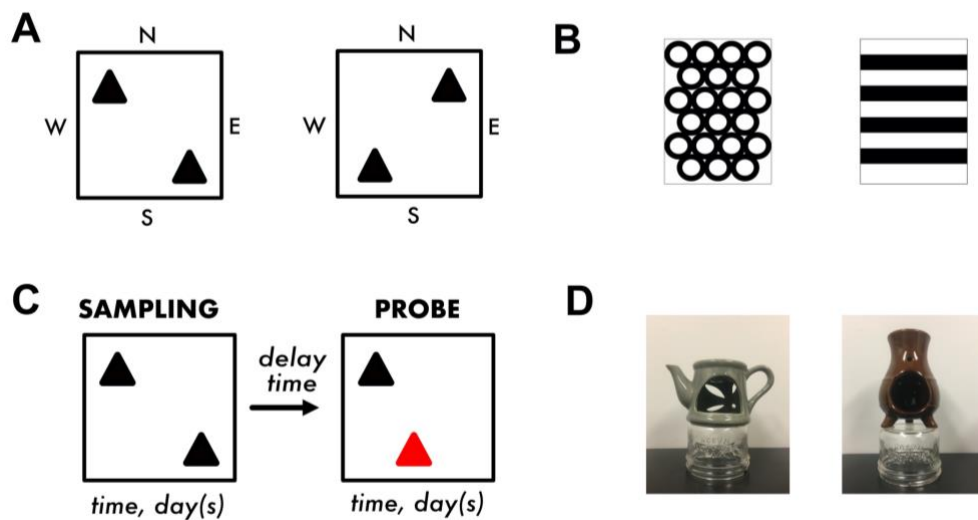 A
N
N
B
W
E
W
E
S
S
C
SAMPLING
PROBE
D
delay
time
time, day(s)
time, day(s)